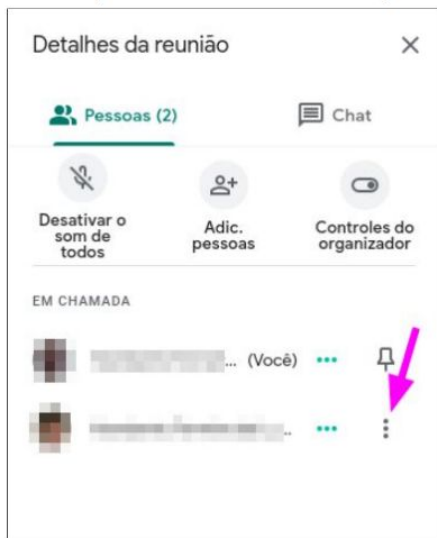 Detalhes da reunião
Pessoas (2)
Chat
Desativar o
som de
todos
Adic.
pessoas
Controles do
organizador
EM CHAMADA
... (Você)
..